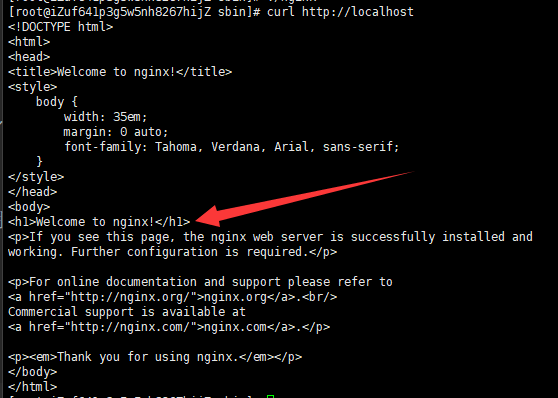 [root@iZuf641p3g5w5nh8267hijZ sbin]# curl http://localhost
<!DOCTYPE html>
<html>
<head>
<title>Welcome to nginx!</title>
<style>
    body {
        width: 35em;
        margin: 0 auto;
        font-family: Tahoma, Verdana, Arial, sans-serif;
    }
</style>
</head>
<body>
<h1>Welcome to nginx!</h1>
<p>If you see this page, the nginx web server is successfully installed and
working. Further configuration is required.</p>

<p>For online documentation and support please refer to
<a href="http://nginx.org/">nginx.org</a>.<br/>
Commercial support is available at
<a href="http://nginx.com/">nginx.com</a>.</p>

<p><em>Thank you for using nginx.</em></p>
</body>
</html>